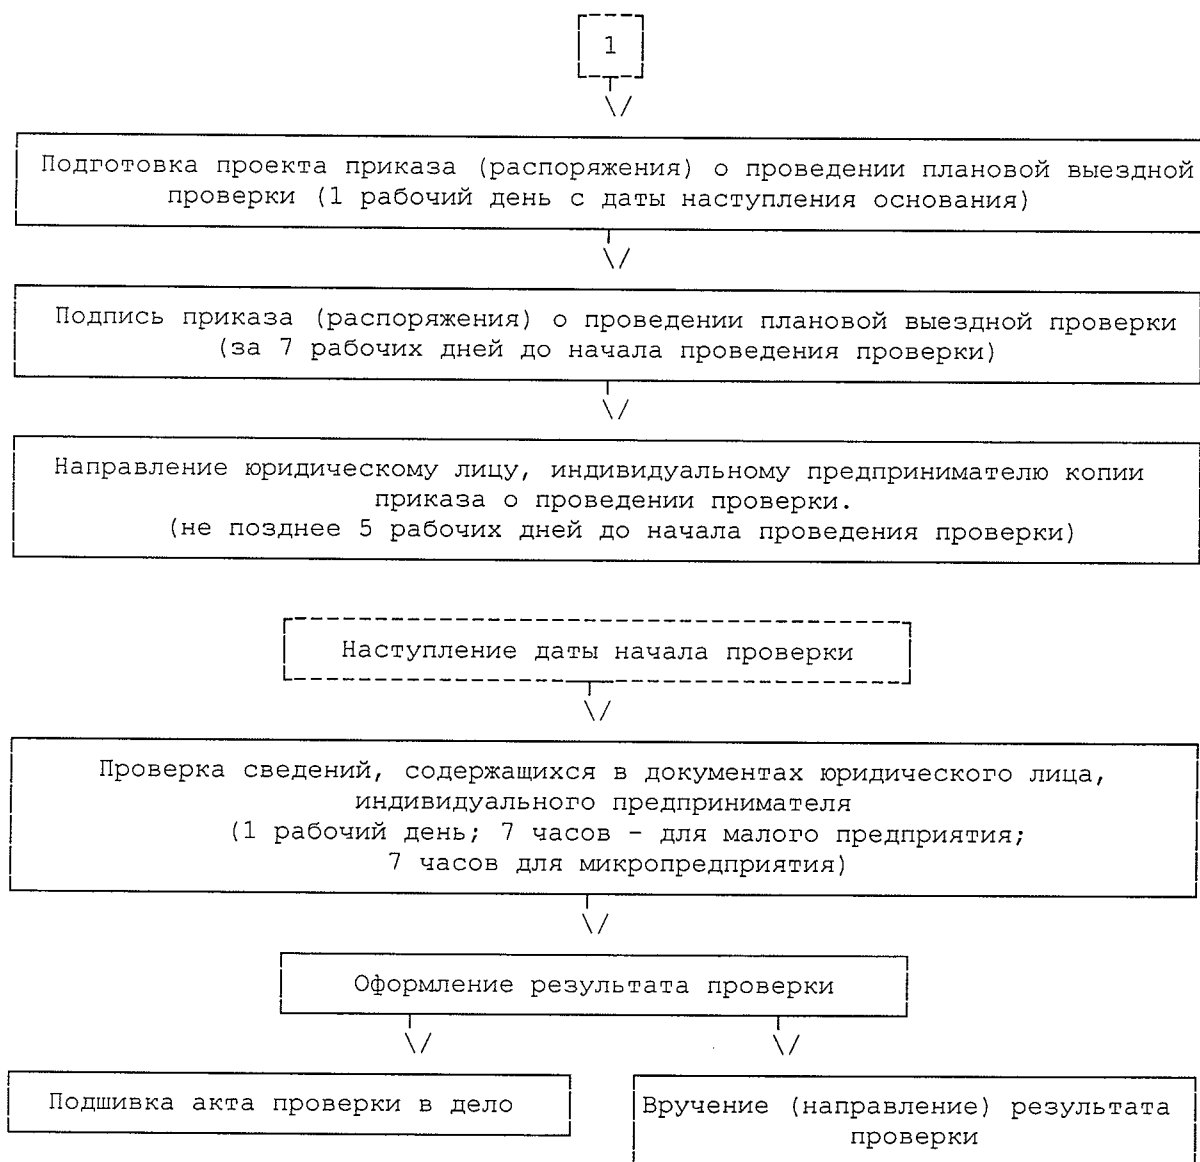 1
Подготовка проекта приказа (распоряжения) о проведении плановой выездной
проверки (1 рабочий день с даты наступления основания)
Подпись приказа (распоряжения) о проведении плановой выездной проверки
(за 7 рабочих дней до начала проведения проверки)
Направление юридическому лицу, индивидуальному предпринимателю копии
приказа о проведении проверки.
(не позднее 5 рабочих дней до начала проведения проверки)
Наступление даты начала проверки
Проверка сведений, содержащихся в документах юридического лица,
индивидуального предпринимателя
(1 рабочий день; 7 часов - для малого предприятия;
7 часов для микропредприятия)
Оформление результата проверки
Подшивка акта проверки в дело
Вручение (направление) результата
проверки